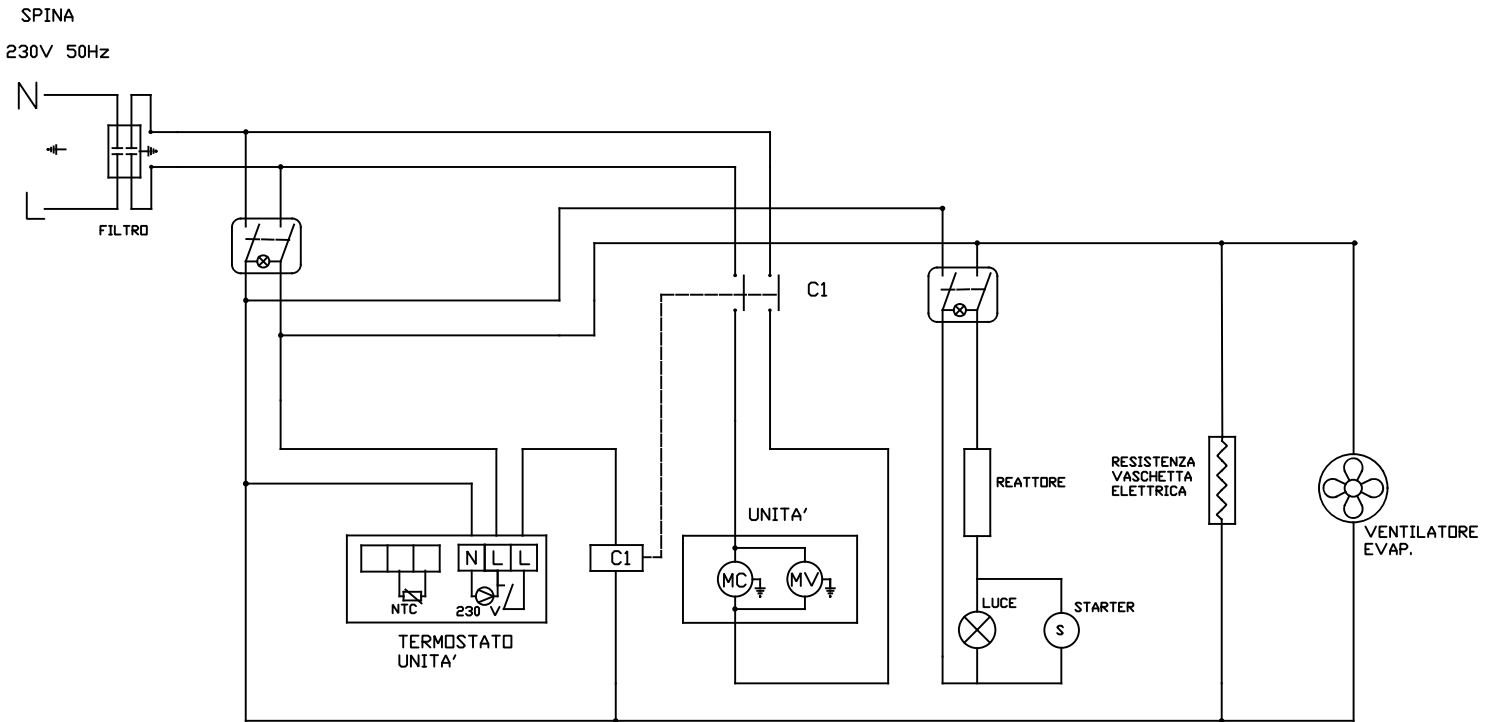 SPINA
230V 50Hz
N
L
FILTRO
C1
RESISTENZA
VASCHETTA
ELETTRICA
REATTORE
UNITA'
VENTILATORE
EVAP.
N L L
C1
MC MV
NTC
230 V
LUCE
STARTER
S
TERMOSTATO
UNITA'